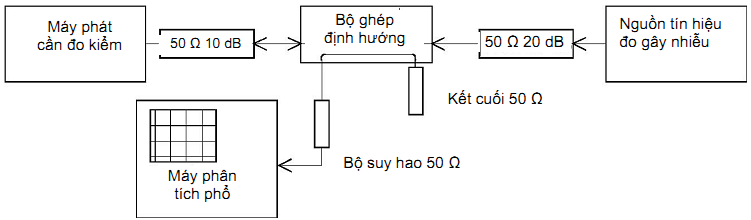 Máy phát
cần đo kiểm
50 Ω 10 dB
Bộ ghép
định hướng
50 Ω 20 dB
Nguồn tín hiệu
đo gây nhiễu
Kết cuối 50 Ω
Bộ suy hao 50 Ω
Máy phân
tích phổ